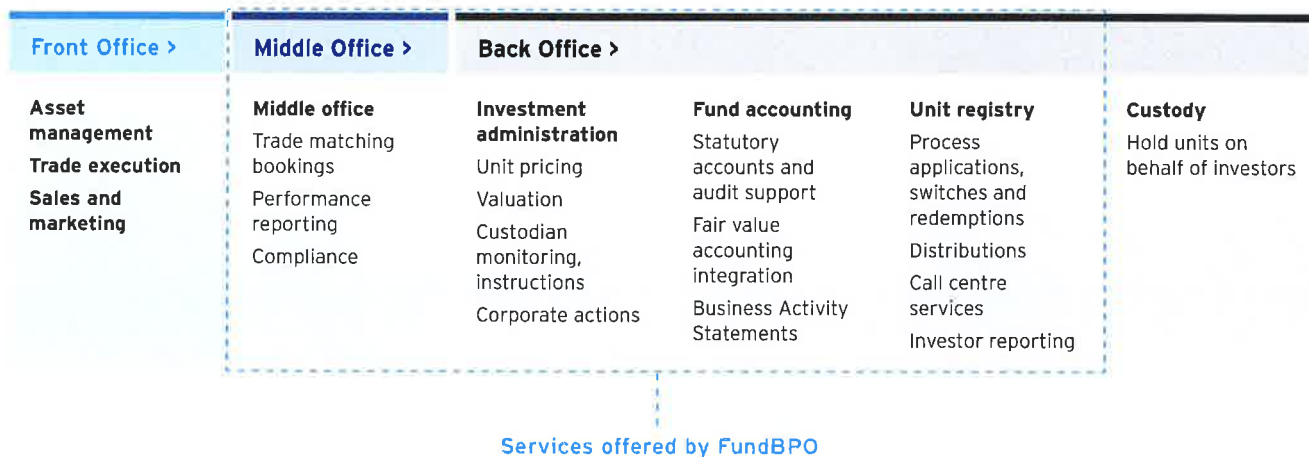 Front Office >
Middle Office >
Back Office >
Asset
management
Trade execution
Sales and
marketing
Middle office
Trade matching
bookings
Performance
reporting
Compliance
Investment
administration
Unit pricing
Valuation
Custodian
monitoring,
instructions
Corporate actions
Fund accounting
Statutory
accounts and
audit support
Fair value
accounting
integration
Business Activity
Statements
Unit registry
Process
applications,
switches and
redemptions
Distributions
Call centre
services
Investor reporting
Custody
Hold units on
behalf of investors
Services offered by FundBPO